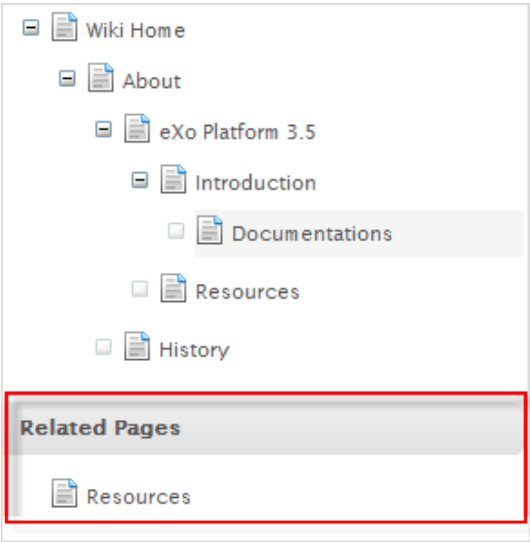 Wiki Home
About
eXo Platform 3.5
Introduction
Documentations
Resources
History
Related Pages
Resources